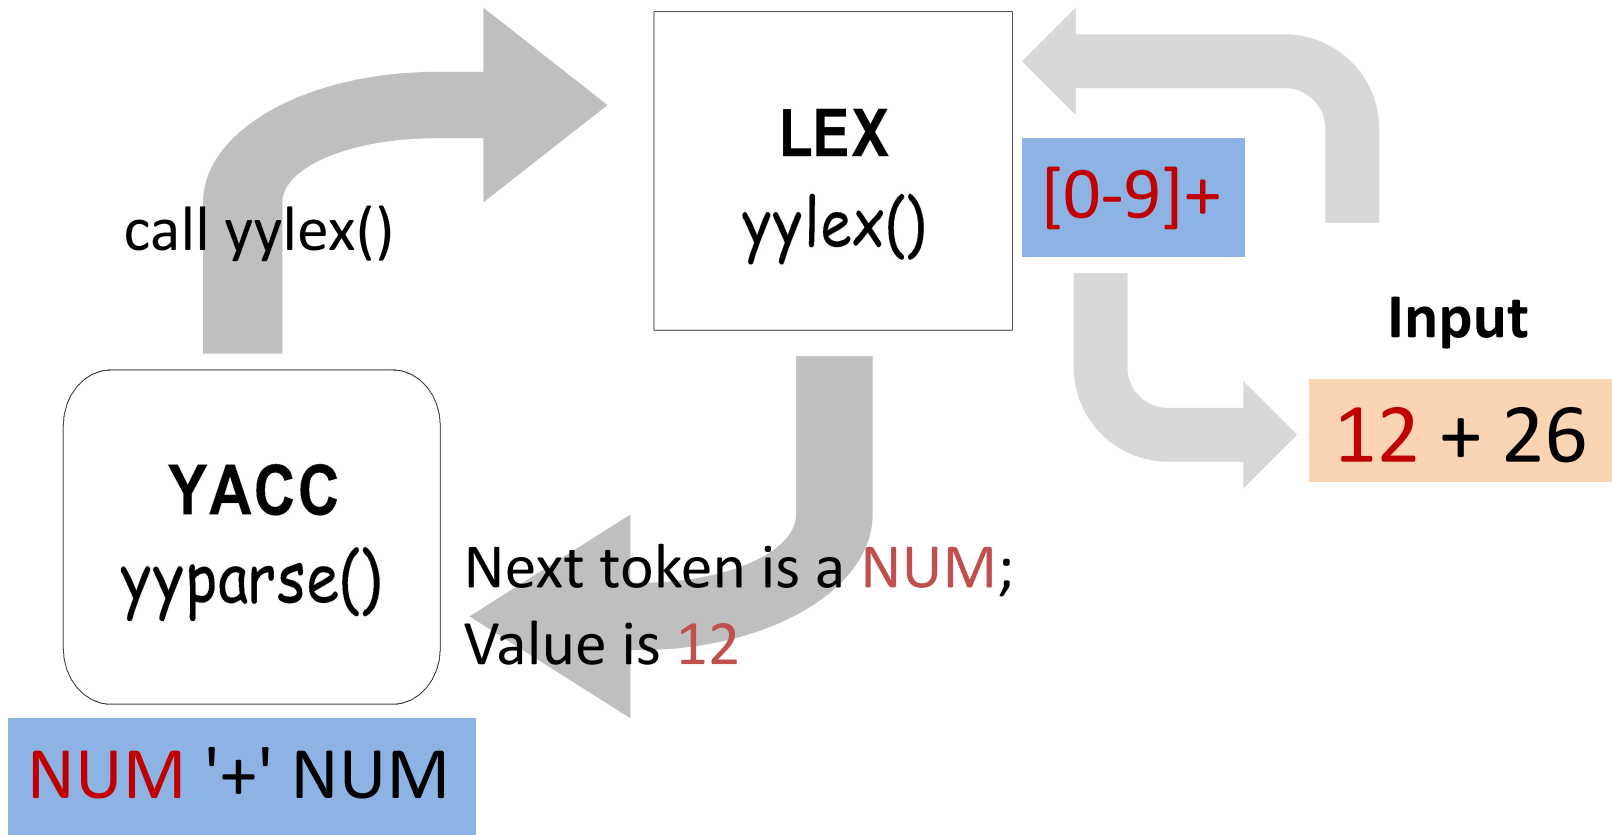 LEX
yylex()
[0-9]+
call yylex()
Input
12 + 26
YACC
yyparse()
Next token is a NUM;
Value is 12
NUM '+' NUM